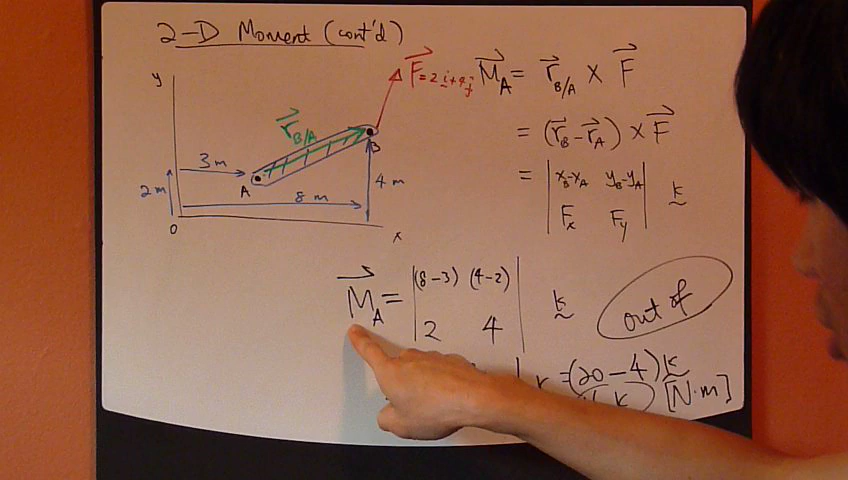 2-D Moment (cont'd)
y
F = 2i+4j
M_A = r_B/A × F
r_B/A
B
= (r_B - r_A) × F
3 m
A
2 m
4 m
8 m
= | x_B-x_A y_B-y_A | k
F_x F_y
0
x
M_A = | (8-3) (4-2) | k
2 4
out of
= (20-4) k
k [N·m]